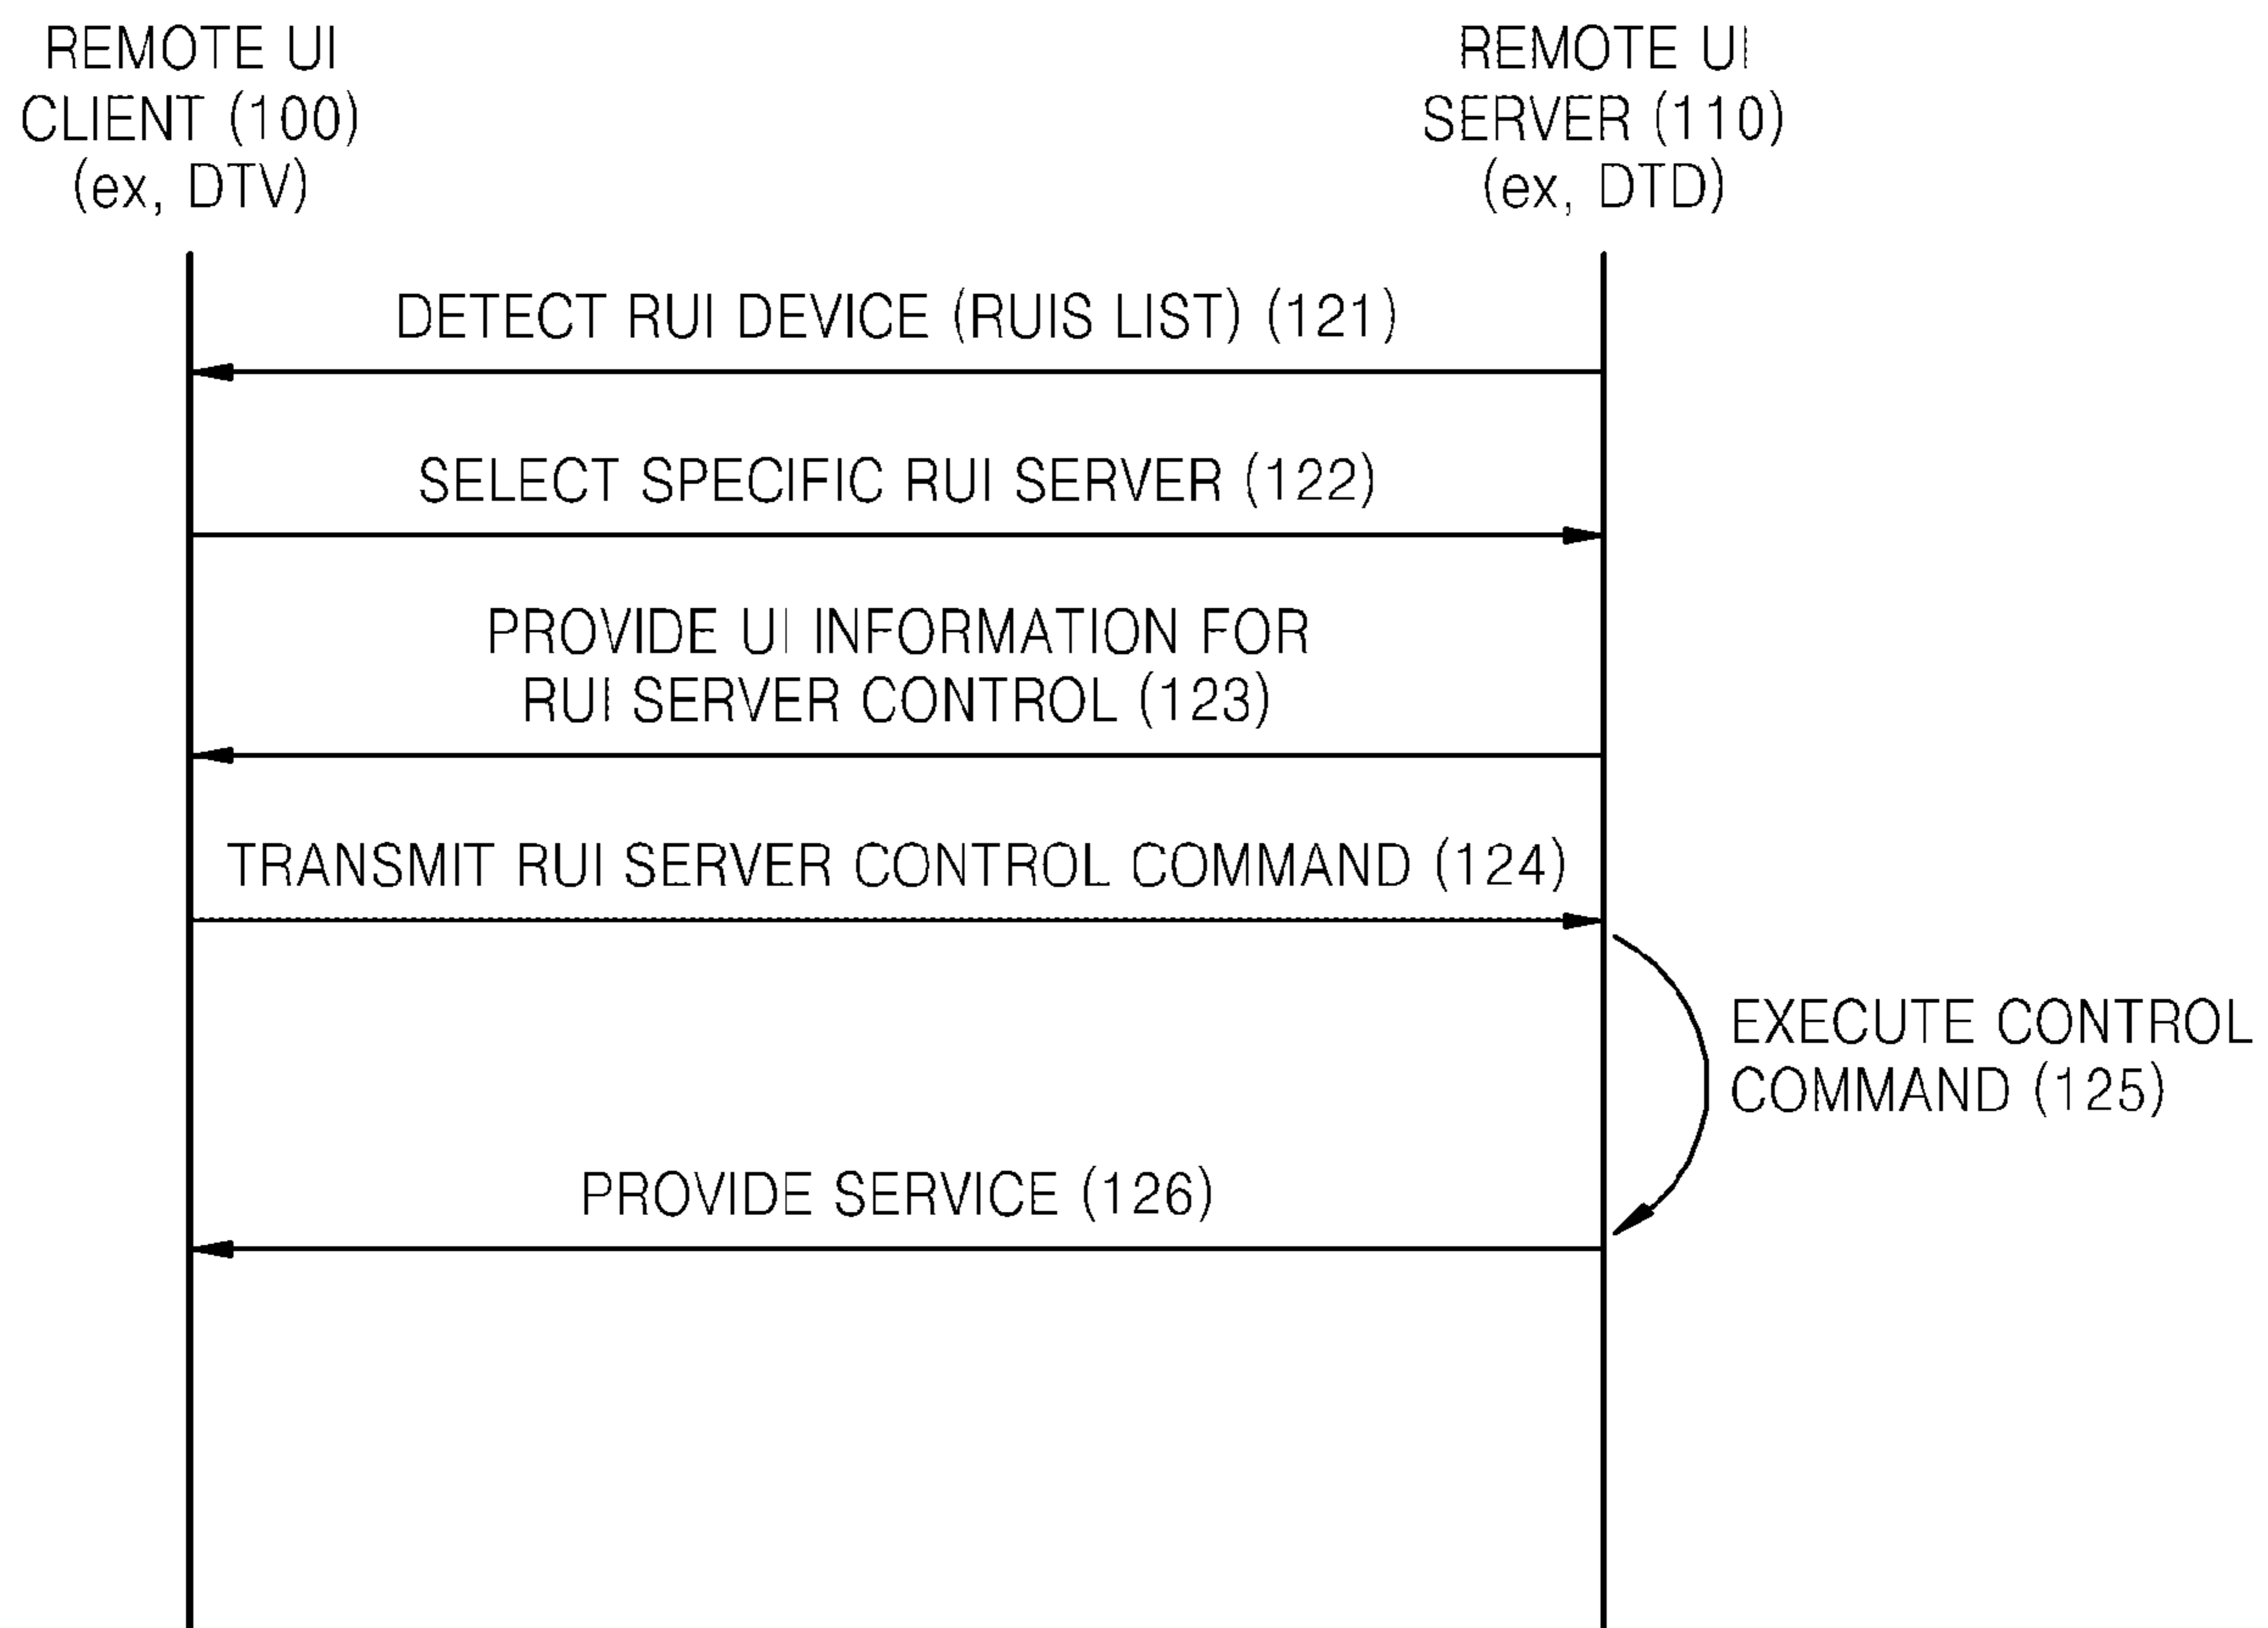 REMOTE UI
CLIENT (100)
(ex, DTV)
REMOTE UI
SERVER (110)
(ex, DTD)
DETECT RUI DEVICE (RUIS LIST) (121)
SELECT SPECIFIC RUI SERVER (122)
PROVIDE UI INFORMATION FOR
RUI SERVER CONTROL (123)
TRANSMIT RUI SERVER CONTROL COMMAND (124)
EXECUTE CONTROL
COMMAND (125)
PROVIDE SERVICE (126)